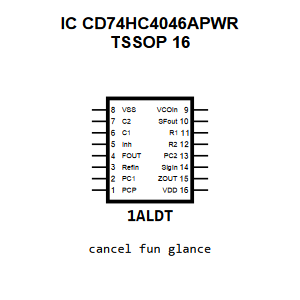 IC CD74HC4046APWR
TSSOP 16
8 VSS VCOin 9
7 C2 SFout 10
6 C1 R1 11
5 Inh R2 12
4 FOUT PC2 13
3 RefIn SigIn 14
2 PC1 ZOUT 15
1 PCP VDD 16
1ALDT
cancel fun glance